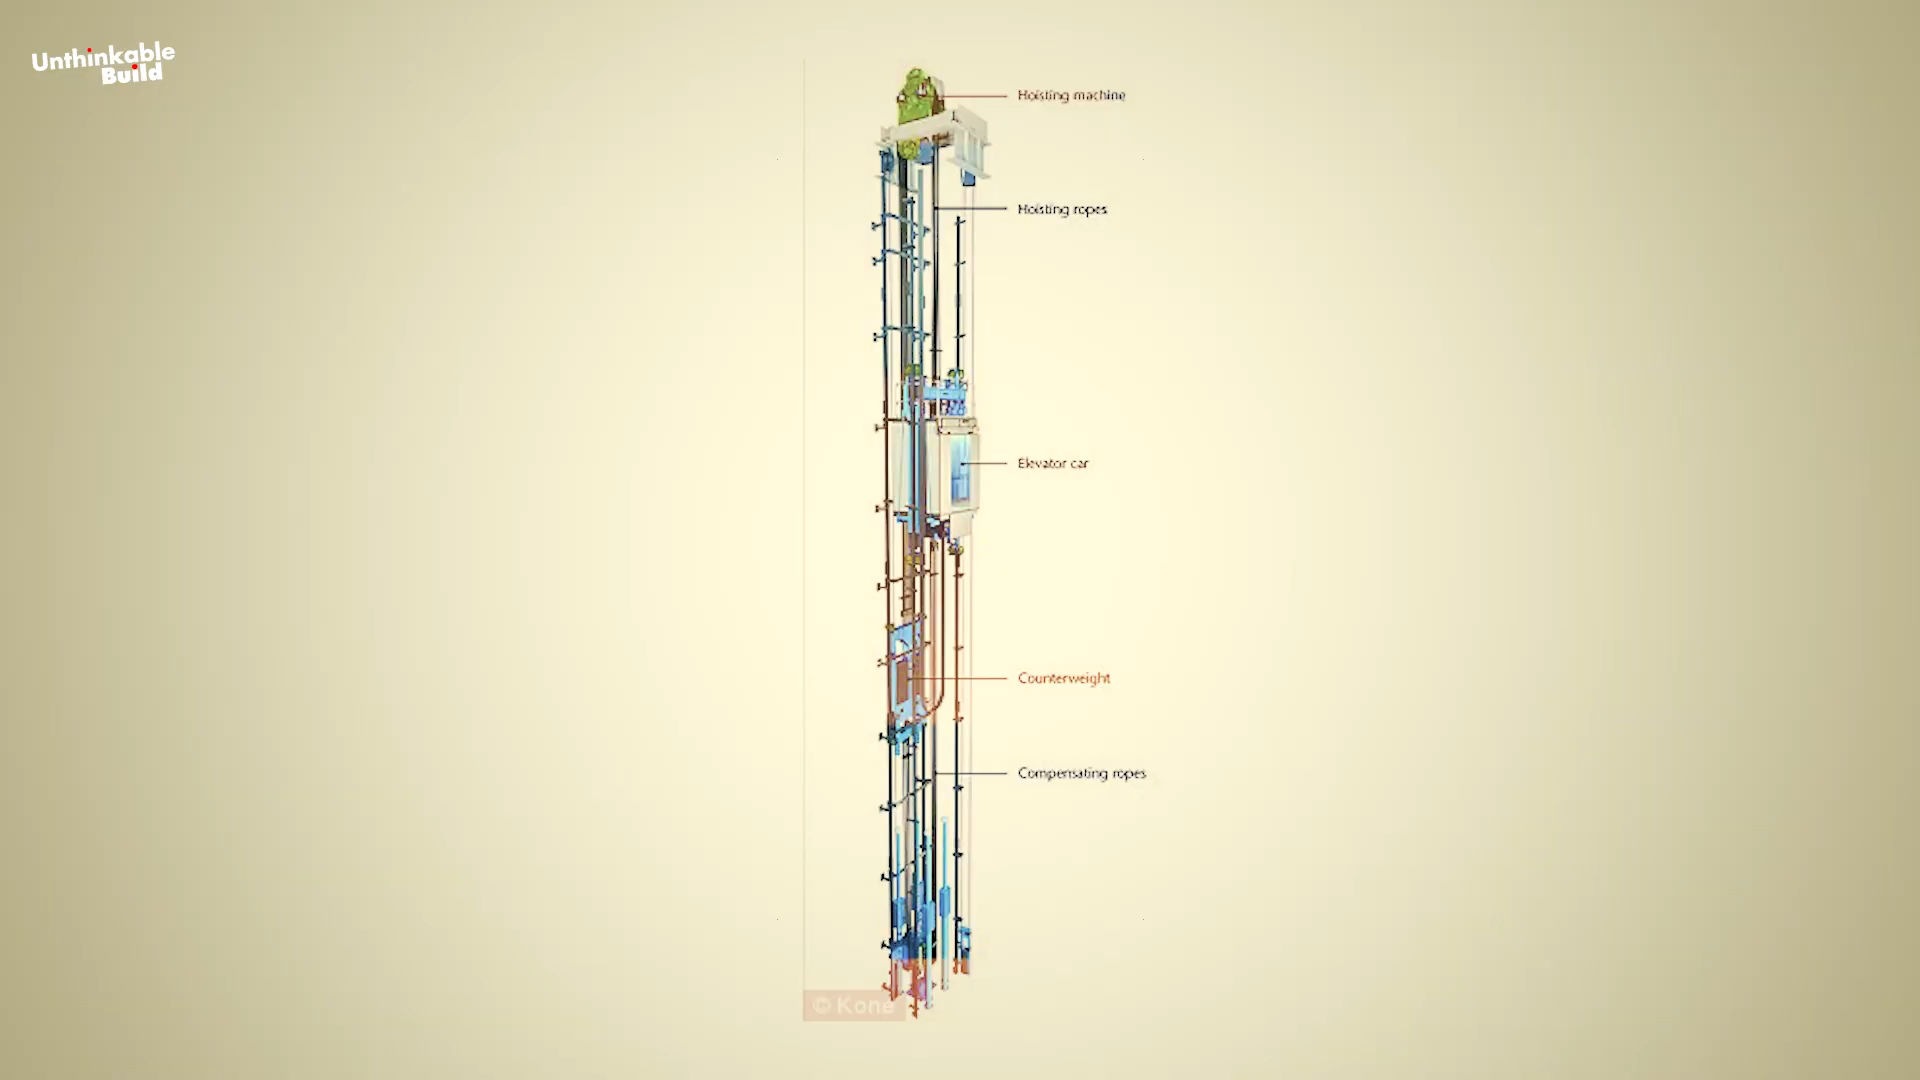 Unthinkable
Build
Hoisting machine
Hoisting ropes
Elevator car
Counterweight
Compensating ropes
© Kone